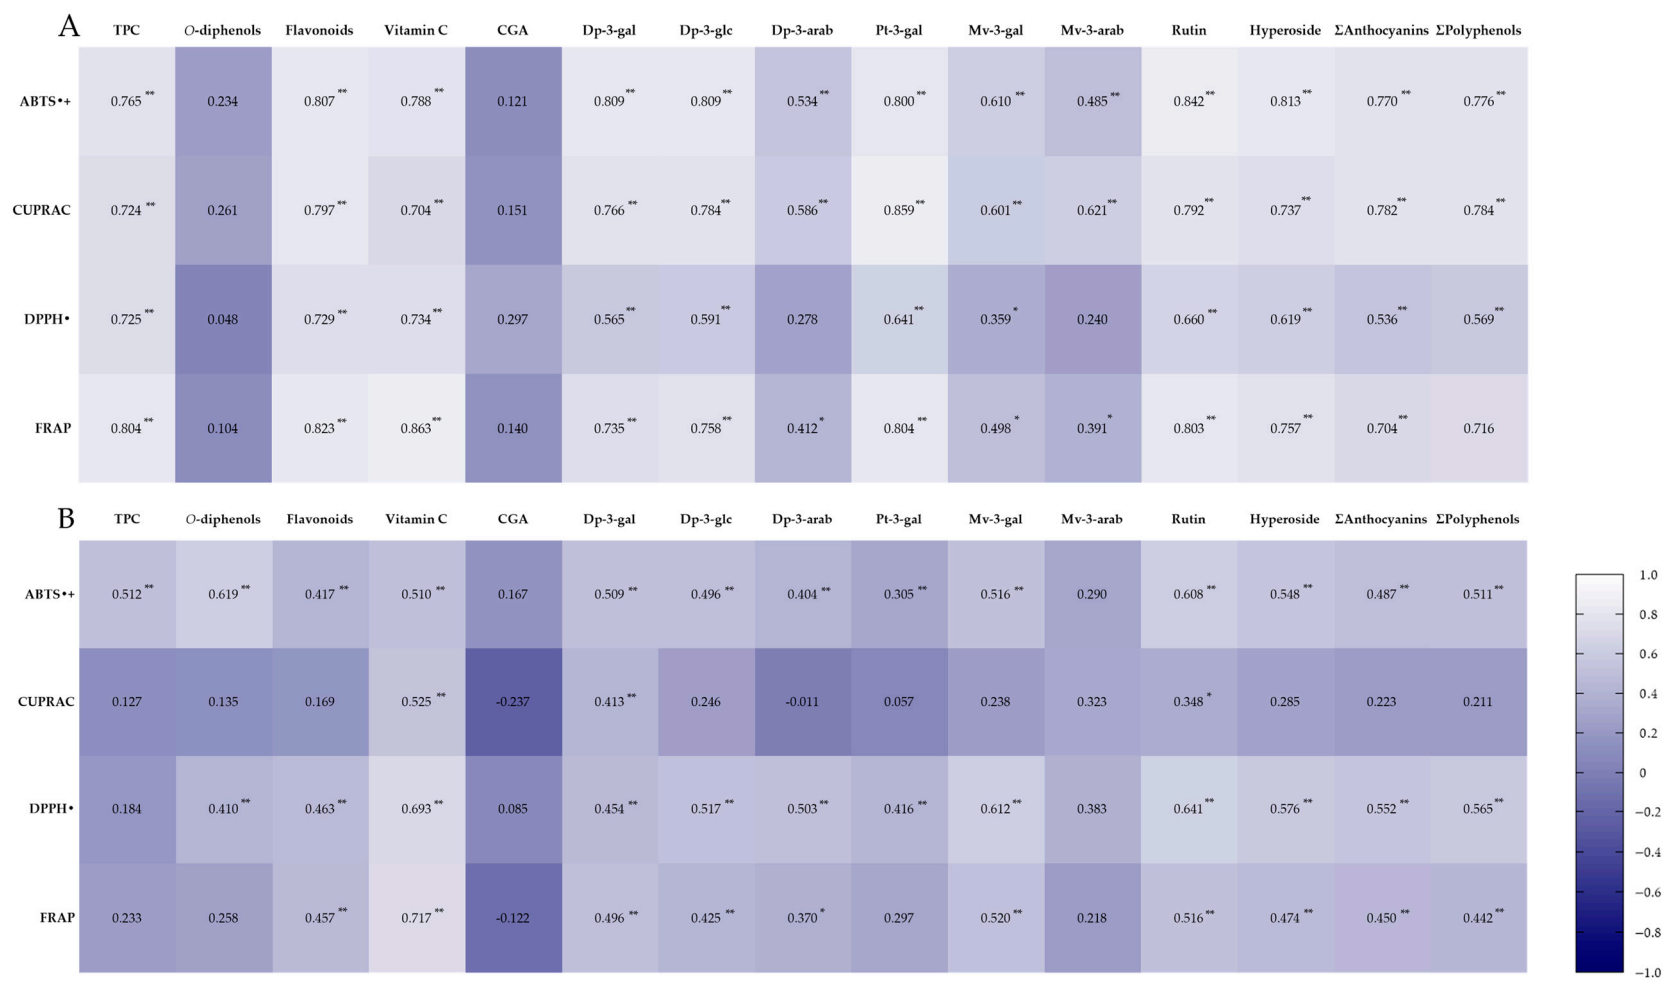 A TPC O-diphenols Flavonoids Vitamin C CGA Dp-3-gal Dp-3-glc Dp-3-arab Pt-3-gal Mv-3-gal Mv-3-arab Rutin Hyperoside ΣAnthocyanins ΣPolyphenols
ABTS•+ 0.765 ** 0.234 0.807 ** 0.788 ** 0.121 0.809 ** 0.809 ** 0.534 ** 0.800 ** 0.610 ** 0.485 ** 0.842 ** 0.813 ** 0.770 ** 0.776 **
CUPRAC 0.724 ** 0.261 0.797 ** 0.704 ** 0.151 0.766 ** 0.784 ** 0.586 ** 0.859 ** 0.601 ** 0.621 ** 0.792 ** 0.737 ** 0.782 ** 0.784 **
DPPH• 0.725 ** 0.048 0.729 ** 0.734 ** 0.297 0.565 ** 0.591 ** 0.278 0.641 ** 0.359 * 0.240 0.660 ** 0.619 ** 0.536 ** 0.569 **
FRAP 0.804 ** 0.104 0.823 ** 0.863 ** 0.140 0.735 ** 0.758 ** 0.412 * 0.804 ** 0.498 * 0.391 * 0.803 ** 0.757 ** 0.704 ** 0.716
B TPC O-diphenols Flavonoids Vitamin C CGA Dp-3-gal Dp-3-glc Dp-3-arab Pt-3-gal Mv-3-gal Mv-3-arab Rutin Hyperoside ΣAnthocyanins ΣPolyphenols
ABTS•+ 0.512 ** 0.619 ** 0.417 ** 0.510 ** 0.167 0.509 ** 0.496 ** 0.404 ** 0.305 ** 0.516 ** 0.290 0.608 ** 0.548 ** 0.487 ** 0.511 **
CUPRAC 0.127 0.135 0.169 0.525 ** -0.237 0.413 ** 0.246 -0.011 0.057 0.238 0.323 0.348 * 0.285 0.223 0.211
DPPH• 0.184 0.410 ** 0.463 ** 0.693 ** 0.085 0.454 ** 0.517 ** 0.503 ** 0.416 ** 0.612 ** 0.383 0.641 ** 0.576 ** 0.552 ** 0.565 **
FRAP 0.233 0.258 0.457 ** 0.717 ** -0.122 0.496 ** 0.425 ** 0.370 * 0.297 0.520 ** 0.218 0.516 ** 0.474 ** 0.450 ** 0.442 **
1.0
0.8
0.6
0.4
0.2
0
−0.2
−0.4
−0.6
−0.8
−1.0